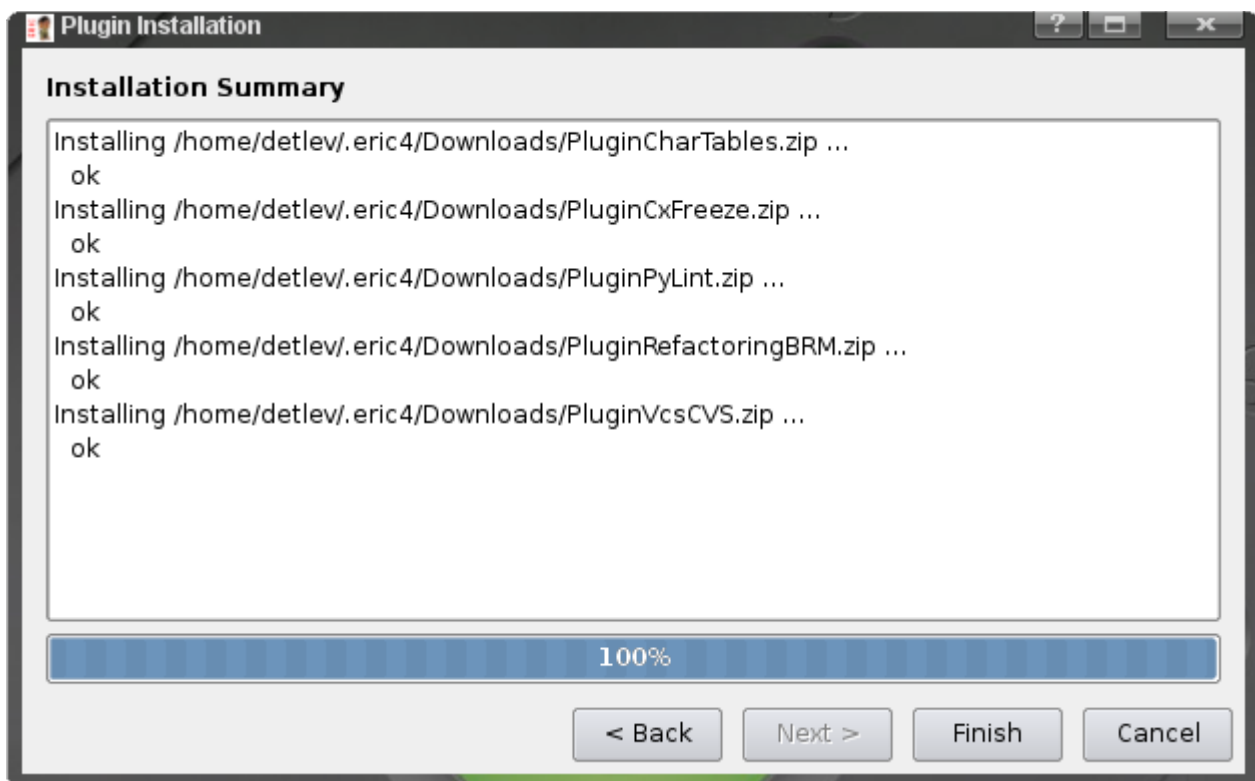 Plugin Installation
Installation Summary
Installing /home/detlev/.eric4/Downloads/PluginCharTables.zip ...
ok
Installing /home/detlev/.eric4/Downloads/PluginCxFreeze.zip ...
ok
Installing /home/detlev/.eric4/Downloads/PluginPyLint.zip ...
ok
Installing /home/detlev/.eric4/Downloads/PluginRefactoringBRM.zip ...
ok
Installing /home/detlev/.eric4/Downloads/PluginVcsCVS.zip ...
ok
100%
< Back Next > Finish Cancel